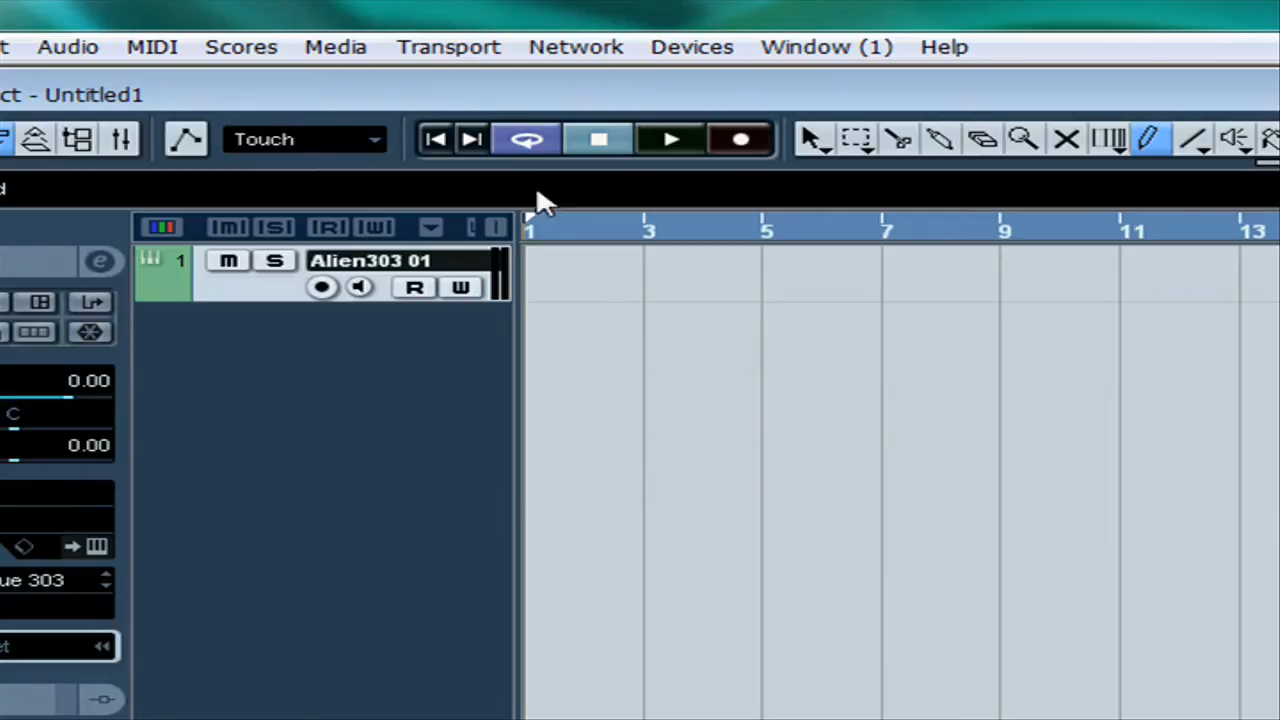 t Audio MIDI Scores Media Transport Network Devices Window (1) Help
ct - Untitled1
Touch
d
1 3 5 7 9 11 13
e 1 m S Alien303 01
R W
0.00
C
0.00
ue 303
et